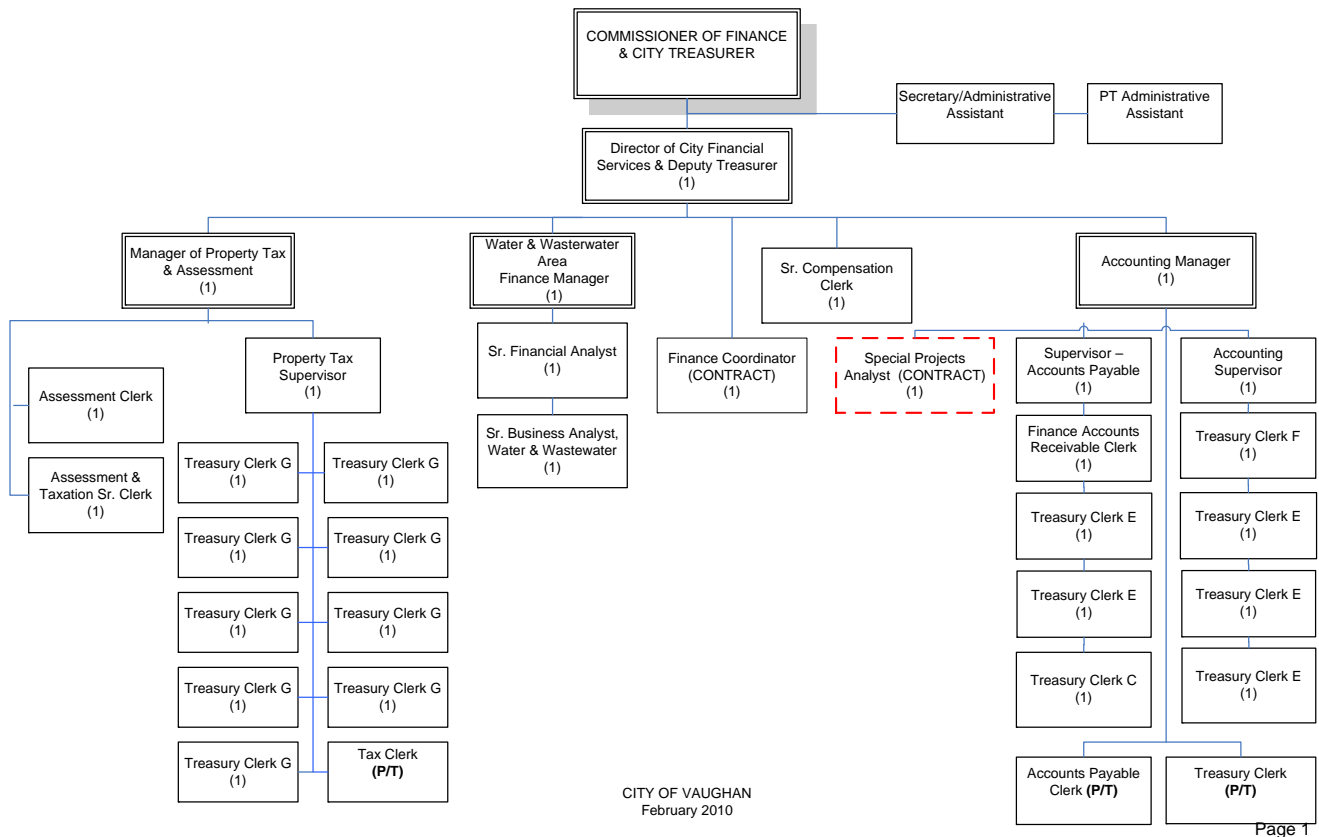 COMMISSIONER OF FINANCE
& CITY TREASURER
Secretary/Administrative
Assistant
PT Administrative
Assistant
Director of City Financial
Services & Deputy Treasurer
(1)
Manager of Property Tax
& Assessment
(1)
Water & Wasterwater
Area
Finance Manager
(1)
Sr. Compensation
Clerk
(1)
Accounting Manager
(1)
Assessment Clerk
(1)
Assessment &
Taxation Sr. Clerk
(1)
Property Tax
Supervisor
(1)
Treasury Clerk G
(1)
Treasury Clerk G
(1)
Treasury Clerk G
(1)
Treasury Clerk G
(1)
Treasury Clerk G
(1)
Treasury Clerk G
(1)
Treasury Clerk G
(1)
Treasury Clerk G
(1)
Treasury Clerk G
(1)
Tax Clerk
(P/T)
Sr. Financial Analyst
(1)
Sr. Business Analyst,
Water & Wastewater
(1)
Finance Coordinator
(CONTRACT)
(1)
Special Projects
Analyst (CONTRACT)
(1)
Supervisor –
Accounts Payable
(1)
Finance Accounts
Receivable Clerk
(1)
Treasury Clerk E
(1)
Treasury Clerk E
(1)
Treasury Clerk C
(1)
Accounting
Supervisor
(1)
Treasury Clerk F
(1)
Treasury Clerk E
(1)
Treasury Clerk E
(1)
Treasury Clerk E
(1)
Accounts Payable
Clerk (P/T)
Treasury Clerk
(P/T)
CITY OF VAUGHAN
February 2010
Page 1